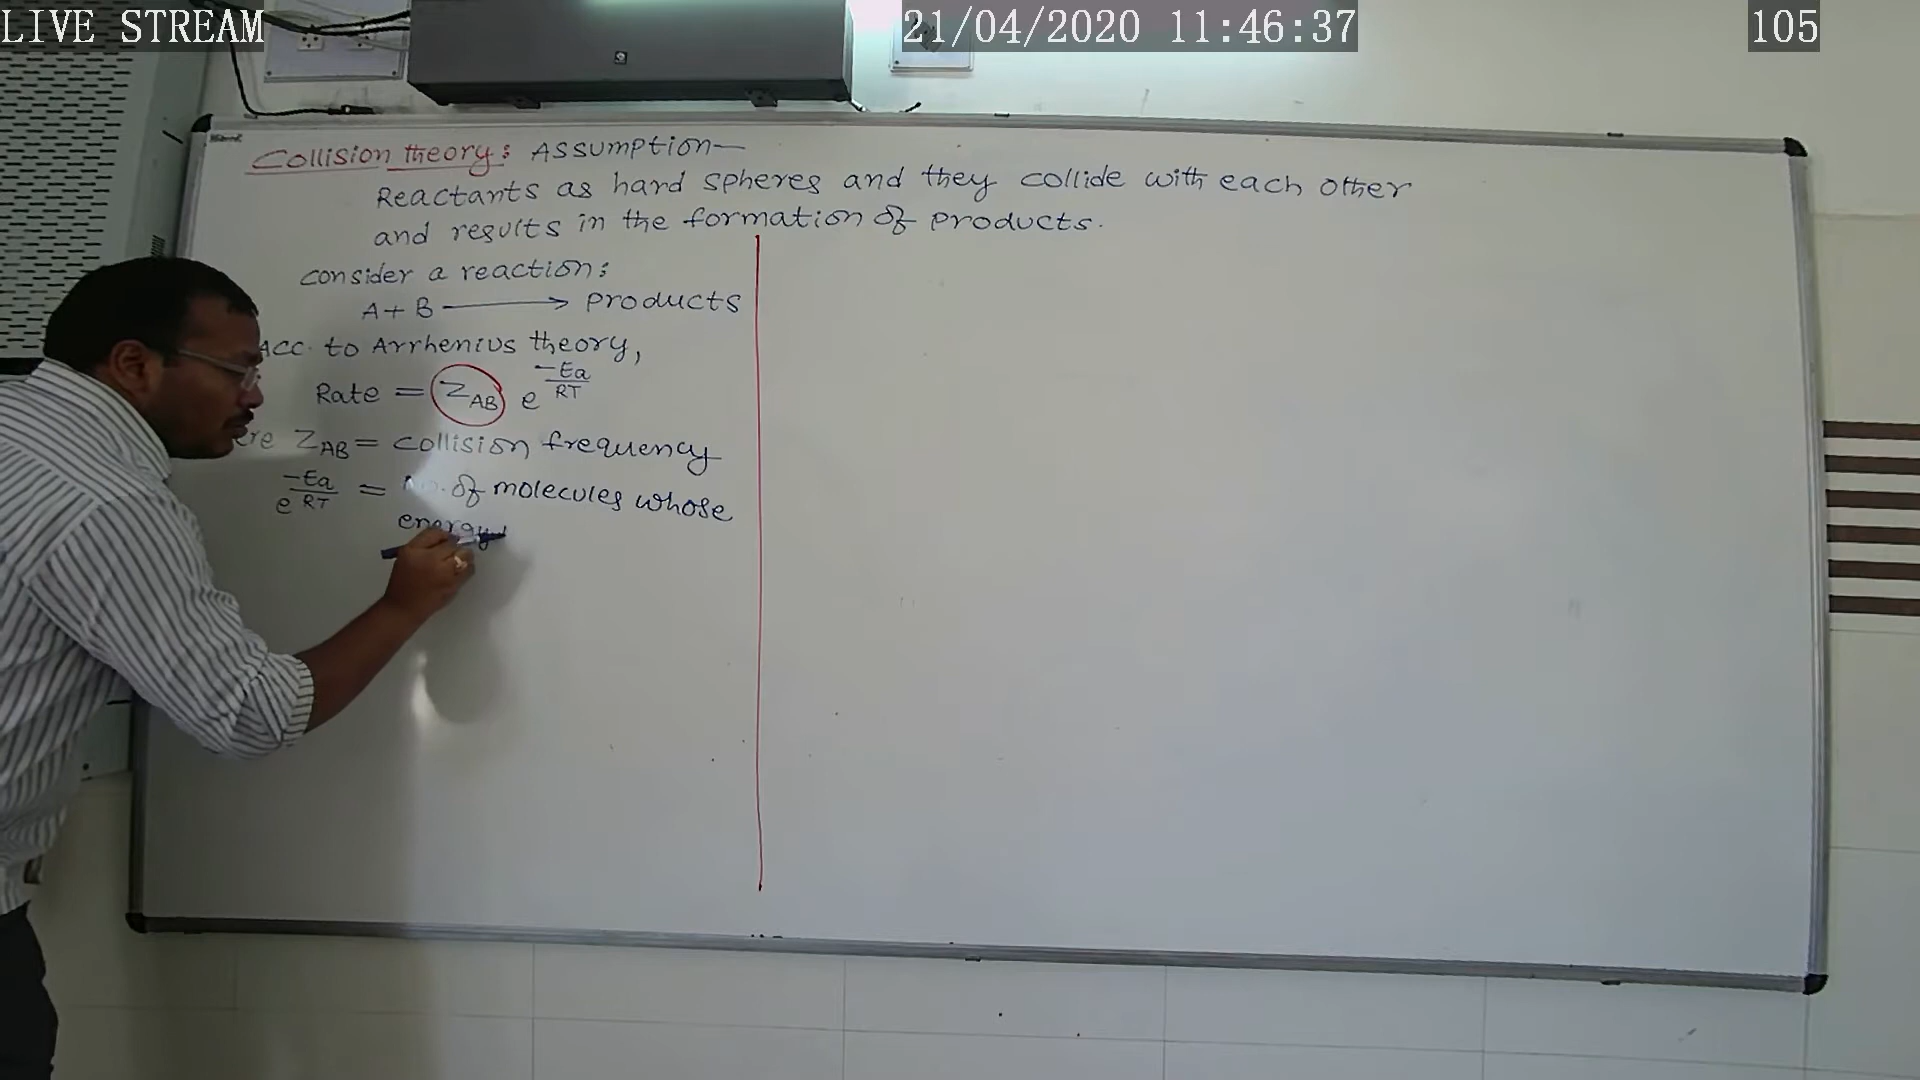 LIVE STREAM 21/04/2020 11:46:37 105
Collision theory: Assumption—
Reactants as hard spheres and they collide with each other
and results in the formation of products.
consider a reaction:
A + B ⟶ products
Acc. to Arrhenius theory,
Rate = Z_AB e^(-Ea/RT)
Z_AB = collision frequency
e^(-Ea/RT) = No. of molecules whose
energy